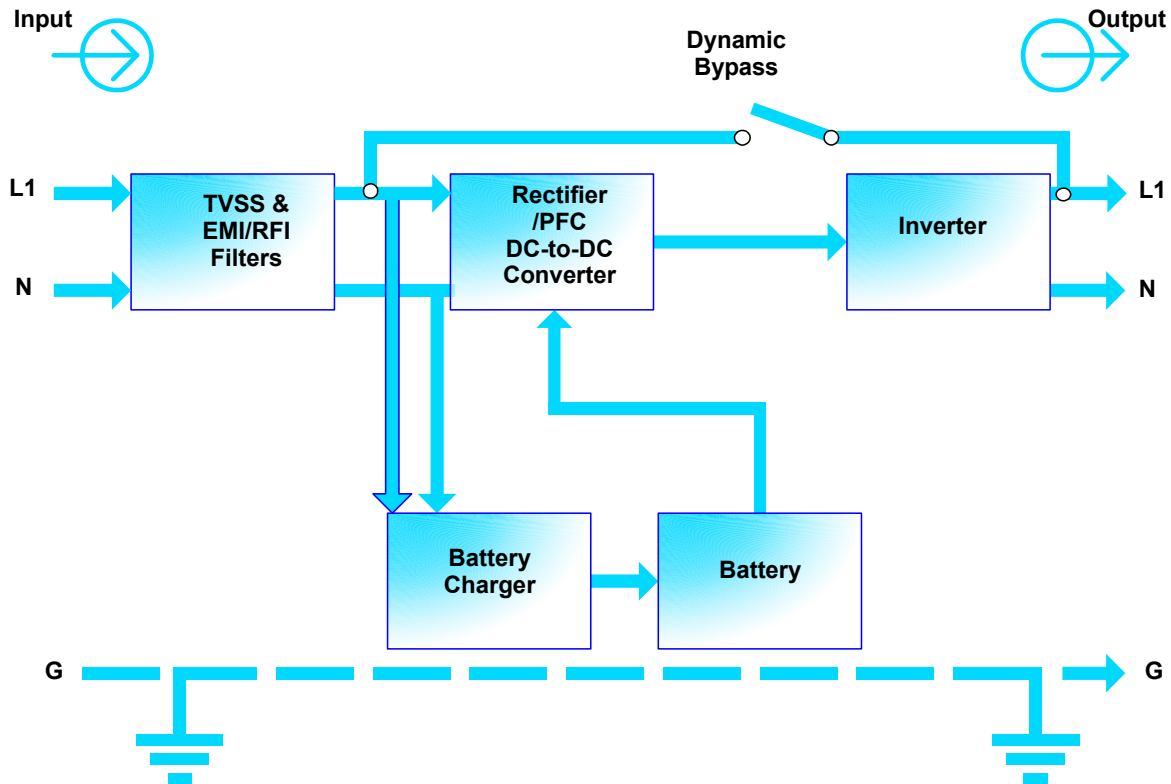 Input
Output
Dynamic
Bypass
L1
TVSS &
EMI/RFI
Filters
Rectifier
/PFC
DC-to-DC
Converter
Inverter
L1
N
N
Battery
Charger
Battery
G
G